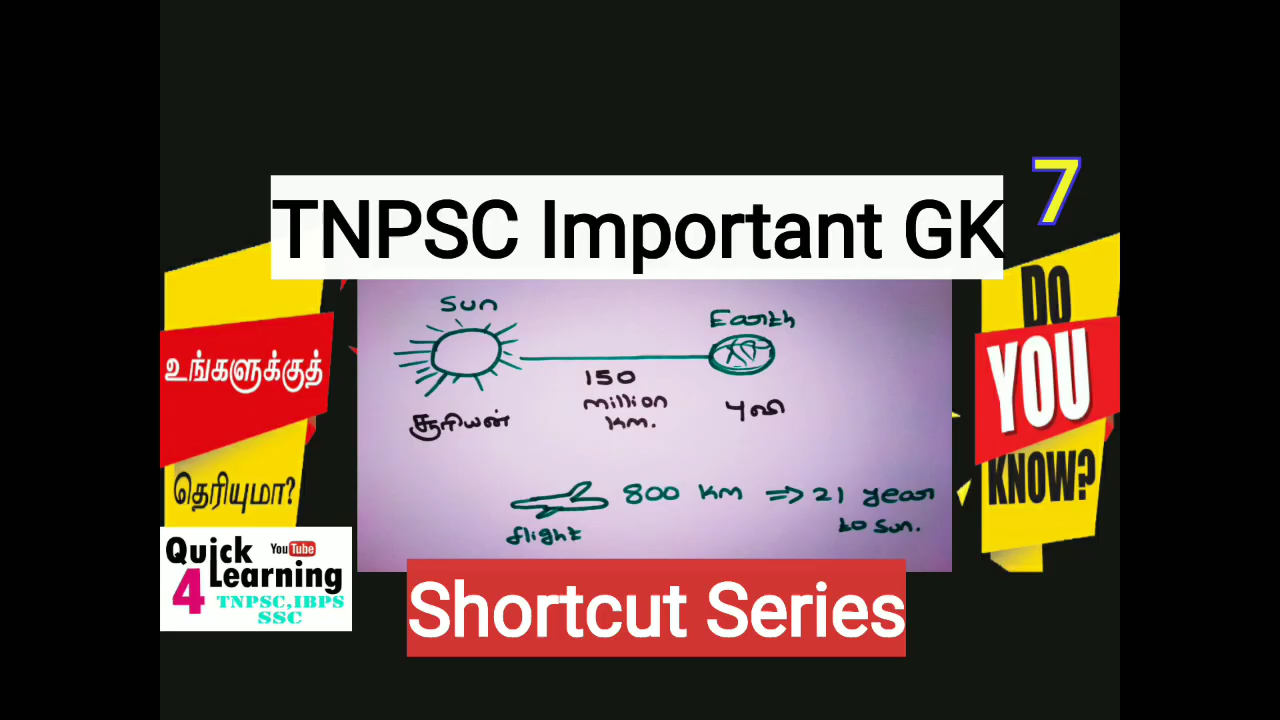 7
TNPSC Important GK
Sun
Earth
150
million
km.
சூரியன்
புவி
800 km => 21 year
to sun.
flight
உங்களுக்குத்
தெரியுமா?
DO
YOU
KNOW?
Quick
YouTube
4 Learning
TNPSC,IBPS
SSC
Shortcut Series